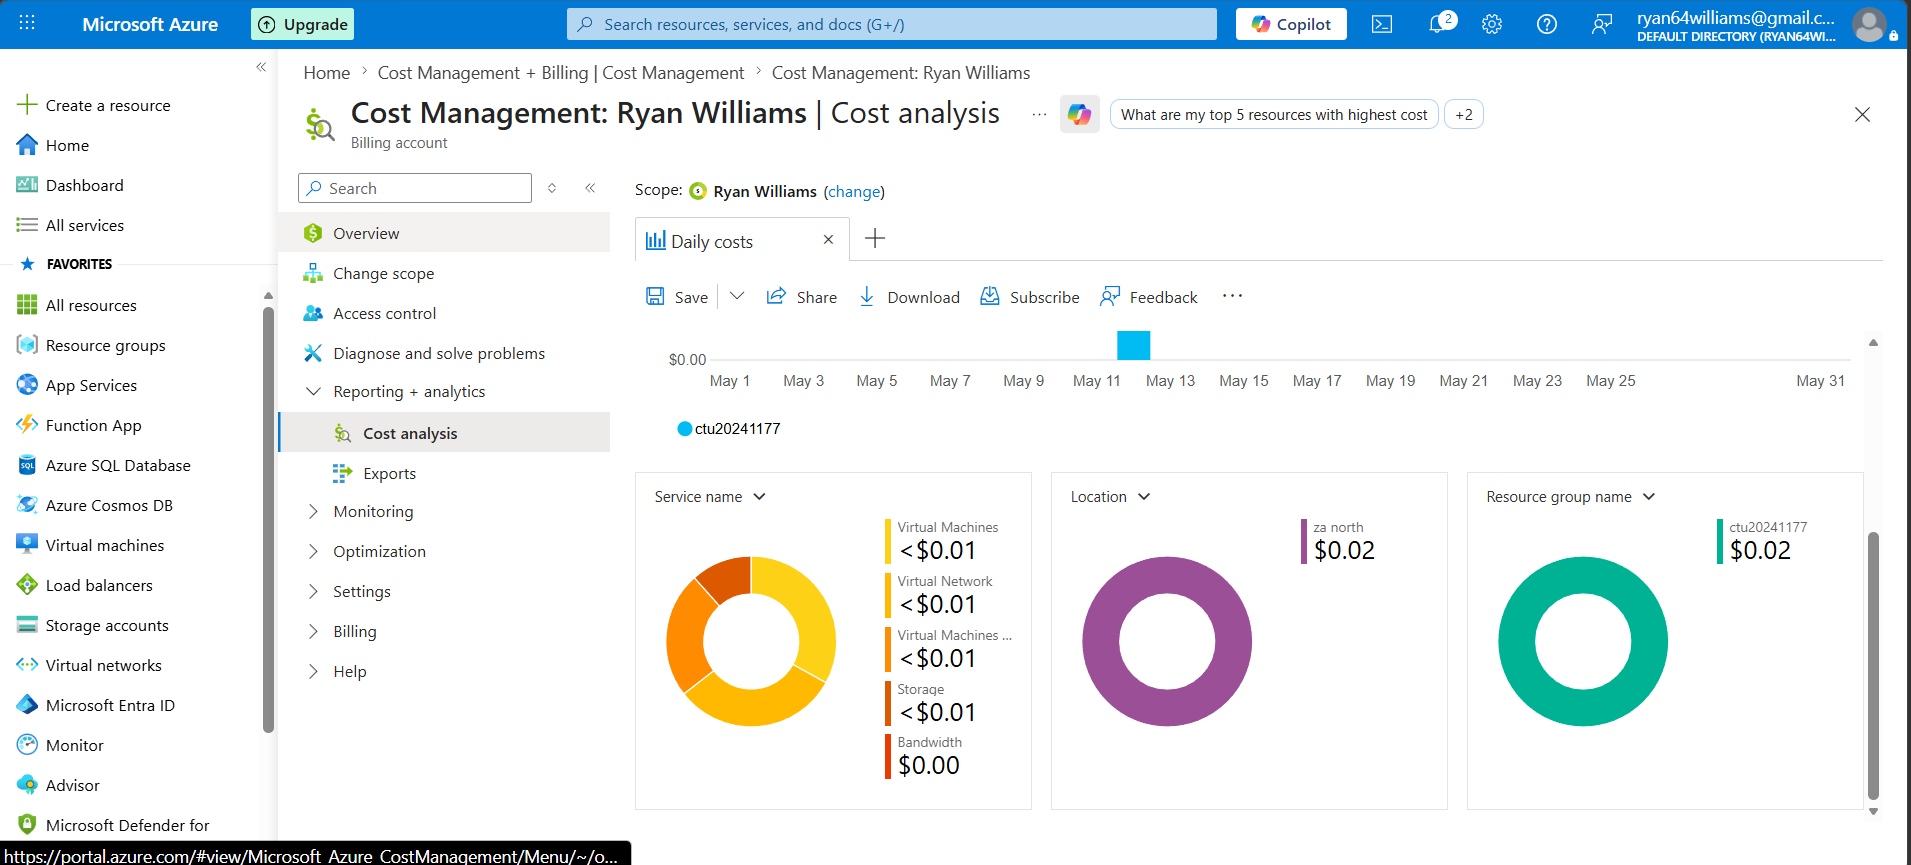 Microsoft Azure
Upgrade
Search resources, services, and docs (G+/)
Copilot
2
ryan64williams@gmail.c...
DEFAULT DIRECTORY (RYAN64WI...
Home > Cost Management + Billing | Cost Management > Cost Management: Ryan Williams
Cost Management: Ryan Williams | Cost analysis
...
What are my top 5 resources with highest cost
+2
Billing account
Create a resource
Home
Dashboard
All services
FAVORITES
All resources
Resource groups
App Services
Function App
SQL
Azure SQL Database
Azure Cosmos DB
Virtual machines
Load balancers
Storage accounts
Virtual networks
Microsoft Entra ID
Monitor
Advisor
Microsoft Defender for
https://portal.azure.com/#view/Microsoft_Azure_CostManagement/Menu/~/o...
Search
Overview
Change scope
Access control
Diagnose and solve problems
Reporting + analytics
Cost analysis
Exports
Monitoring
Optimization
Settings
Billing
Help
Scope: Ryan Williams (change)
Daily costs
Save
Share
Download
Subscribe
Feedback
...
$0.00
May 1 May 3 May 5 May 7 May 9 May 11 May 13 May 15 May 17 May 19 May 21 May 23 May 25 May 31
ctu20241177
Service name
Virtual Machines
<$0.01
Virtual Network
<$0.01
Virtual Machines ...
<$0.01
Storage
<$0.01
Bandwidth
$0.00
Location
za north
$0.02
Resource group name
ctu20241177
$0.02